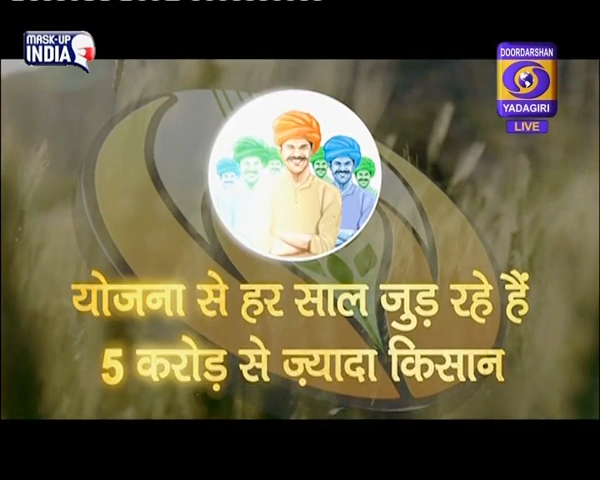 MASK-UP
INDIA
DOORDARSHAN
YADAGIRI
LIVE
योजना से हर साल जुड़ रहे हैं
5 करोड़ से ज़्यादा किसान